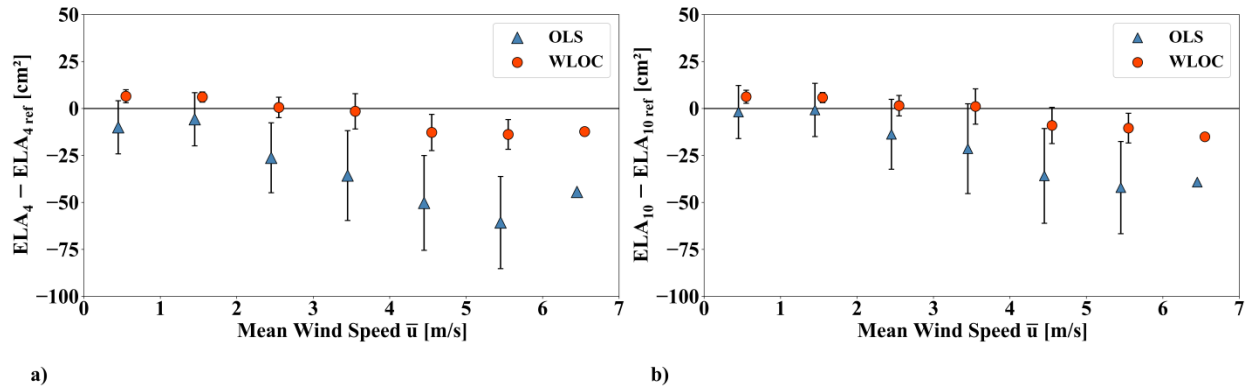 50
25
0
−25
−50
−75
−100
ELA₄ − ELA₄ ref [cm²]
OLS
WLOC
0 1 2 3 4 5 6 7
Mean Wind Speed u̅ [m/s]
a)
50
25
0
−25
−50
−75
−100
ELA₁₀ − ELA₁₀ ref [cm²]
OLS
WLOC
0 1 2 3 4 5 6 7
Mean Wind Speed u̅ [m/s]
b)